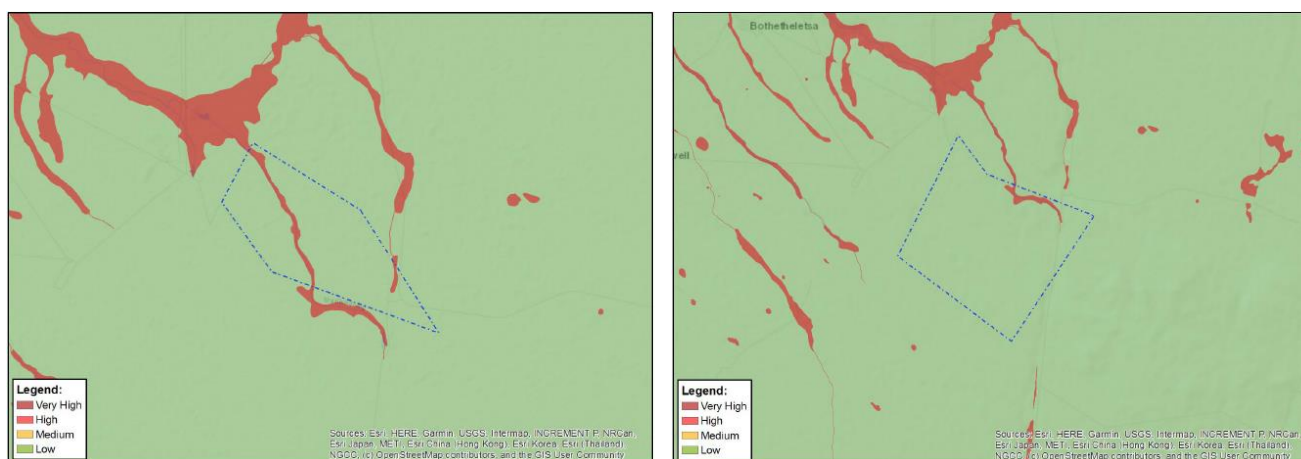 Legend:
Very High
High
Medium
Low
Sources: Esri, HERE, Garmin, USGS, Intermap, INCREMENT P, NRCan,
Esri Japan, METI, Esri China (Hong Kong), Esri Korea, Esri (Thailand),
NGCC, (c) OpenStreetMap contributors, and the GIS User Community
Bothetheletsa
well
Legend:
Very High
High
Medium
Low
Sources: Esri, HERE, Garmin, USGS, Intermap, INCREMENT P, NRCan,
Esri Japan, METI, Esri China (Hong Kong), Esri Korea, Esri (Thailand),
NGCC, (c) OpenStreetMap contributors, and the GIS User Community